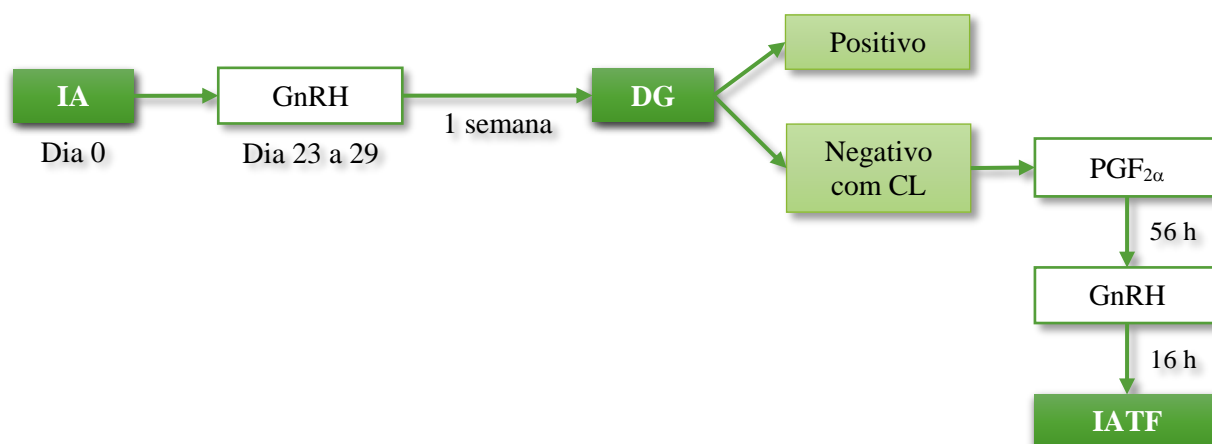 IA
Dia 0
GnRH
Dia 23 a 29
1 semana
DG
Positivo
Negativo
com CL
PGF2α
56 h
GnRH
16 h
IATF